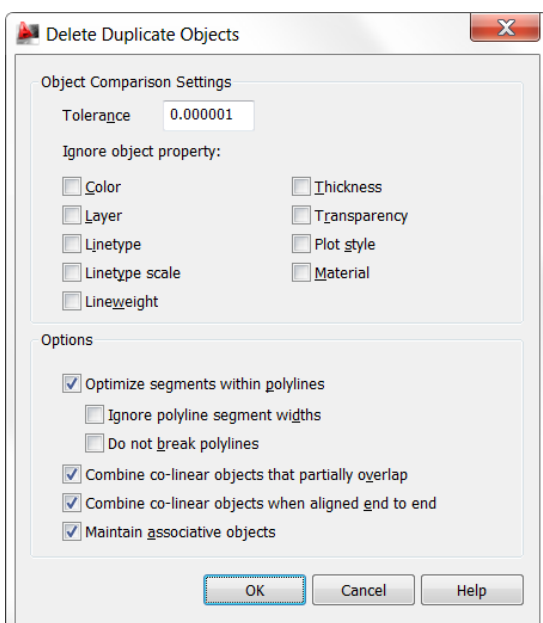 Delete Duplicate Objects
X
Object Comparison Settings
Tolerance 0.000001
Ignore object property:
Color Thickness
Layer Transparency
Linetype Plot style
Linetype scale Material
Lineweight
Options
Optimize segments within polylines
Ignore polyline segment widths
Do not break polylines
Combine co-linear objects that partially overlap
Combine co-linear objects when aligned end to end
Maintain associative objects
OK Cancel Help